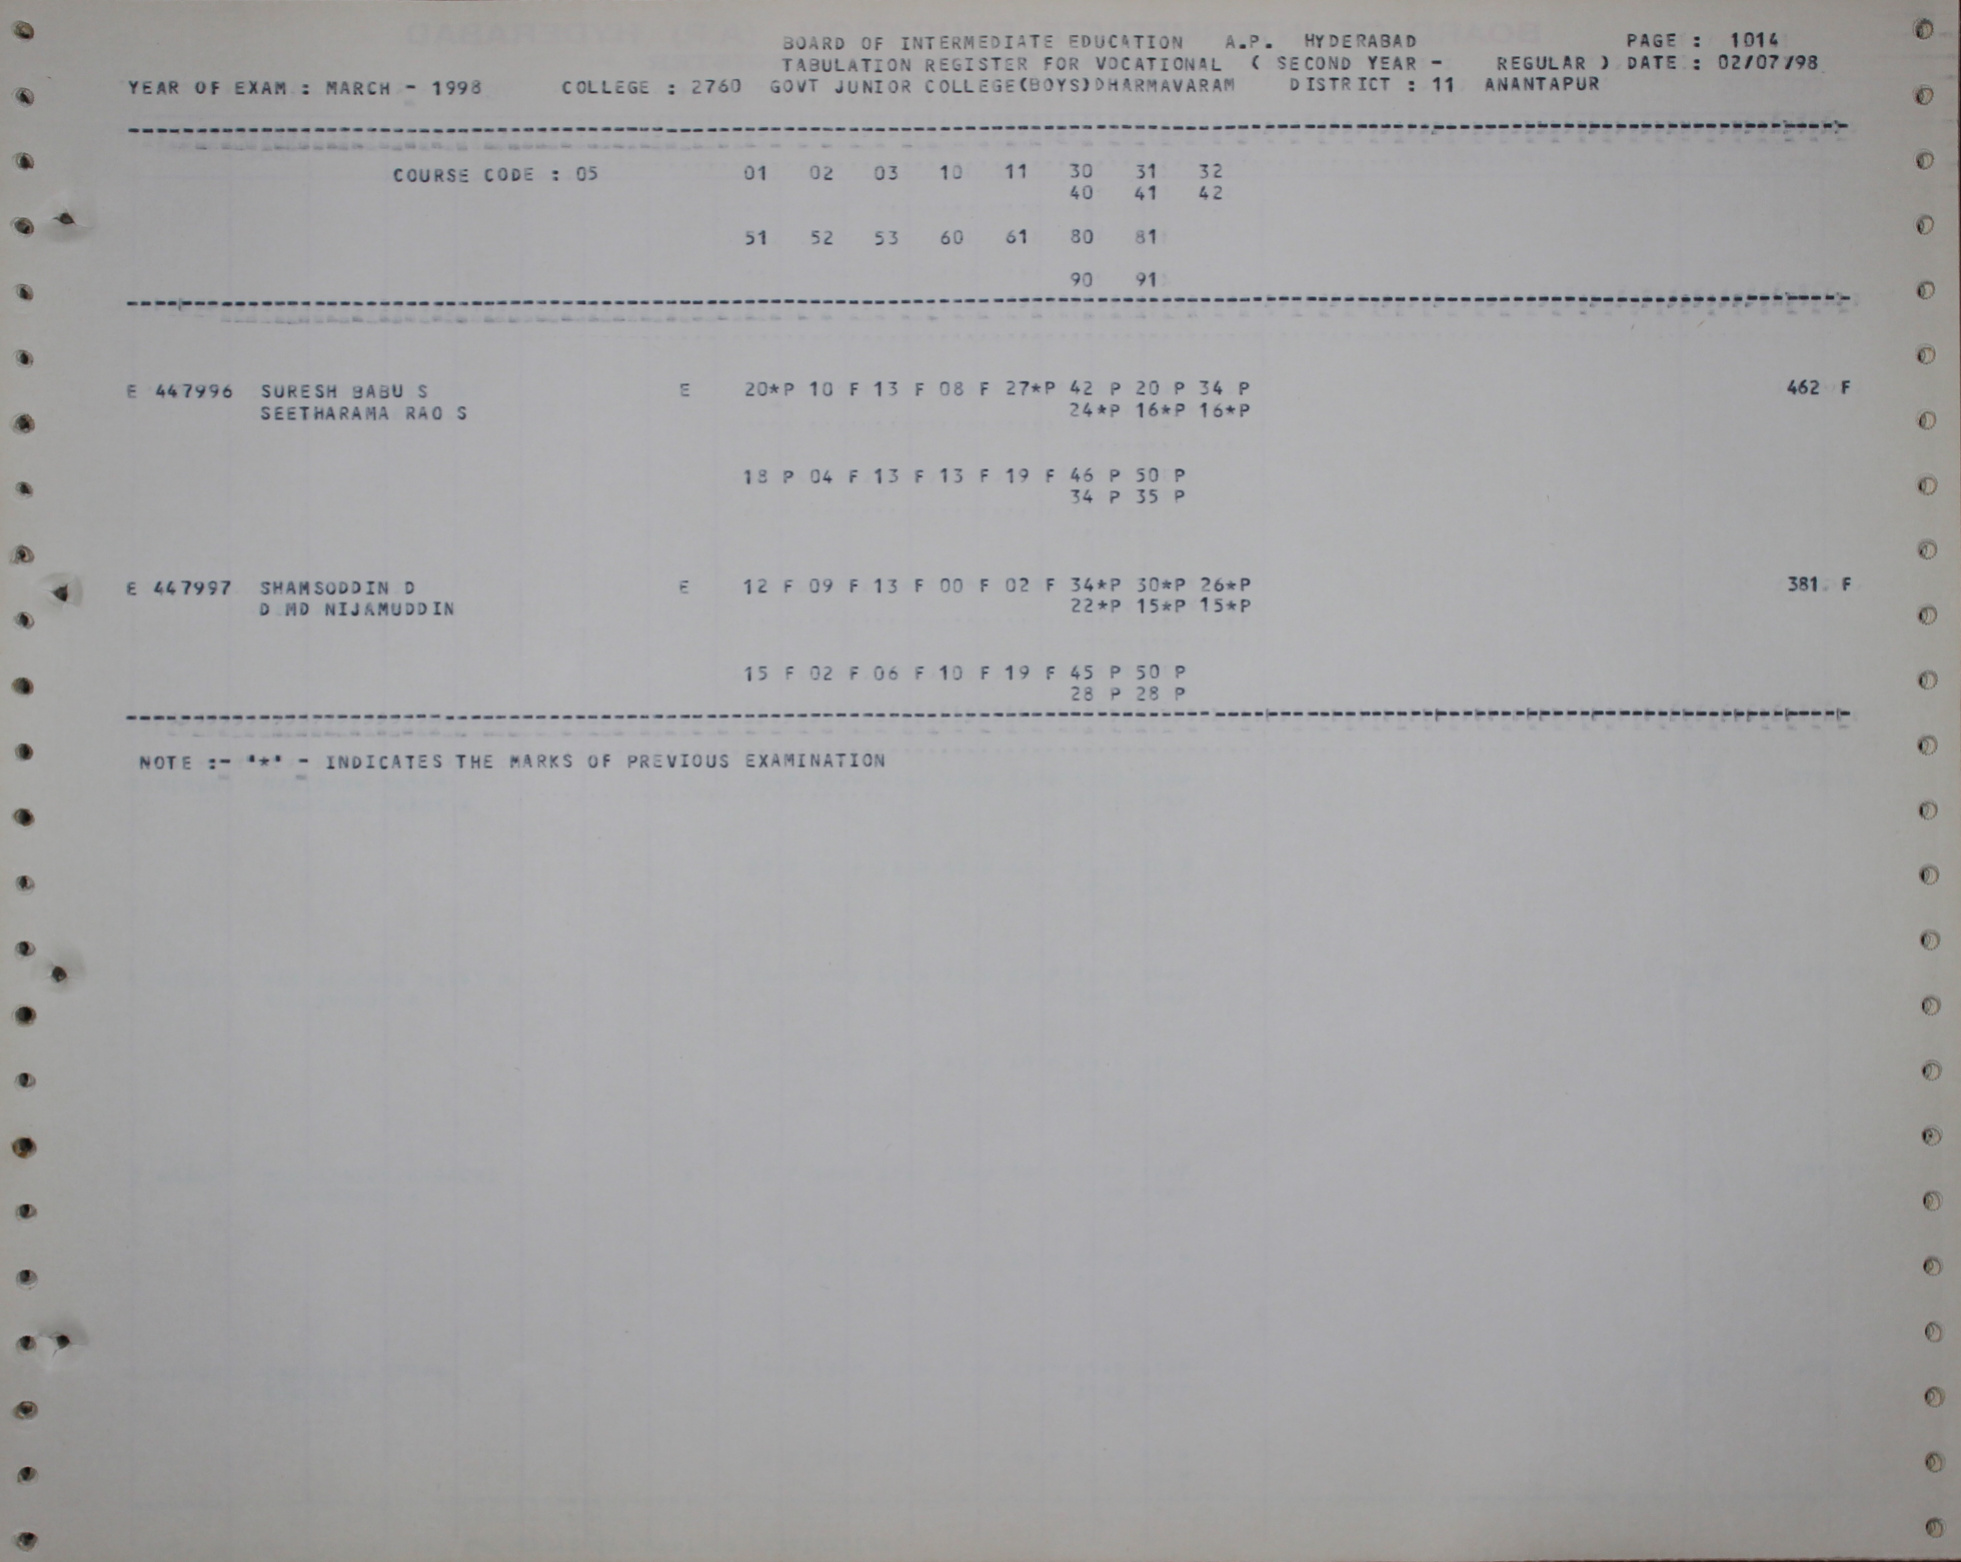 BOARD OF INTERMEDIATE EDUCATION A.P. HYDERABAD PAGE : 1014
TABULATION REGISTER FOR VOCATIONAL ( SECOND YEAR - REGULAR ) DATE : 02/07/98
YEAR OF EXAM : MARCH - 1998 COLLEGE : 2760 GOVT JUNIOR COLLEGE(BOYS)DHARMAVARAM DISTRICT : 11 ANANTAPUR
COURSE CODE : 05 01 02 03 10 11 30 31 32
40 41 42
51 52 53 60 61 80 81
90 91
E 447996 SURESH BABU S E 20*P 10 F 13 F 08 F 27*P 42 P 20 P 34 P 462 F
SEETHARAMA RAO S 24*P 16*P 16*P
18 P 04 F 13 F 13 F 19 F 46 P 50 P
34 P 35 P
E 447997 SHAMSODDIN D E 12 F 09 F 13 F 00 F 02 F 34*P 30*P 26*P 381 F
D MD NIJAMUDDIN 22*P 15*P 15*P
15 F 02 F 06 F 10 F 19 F 45 P 50 P
28 P 28 P
NOTE :- '*' - INDICATES THE MARKS OF PREVIOUS EXAMINATION